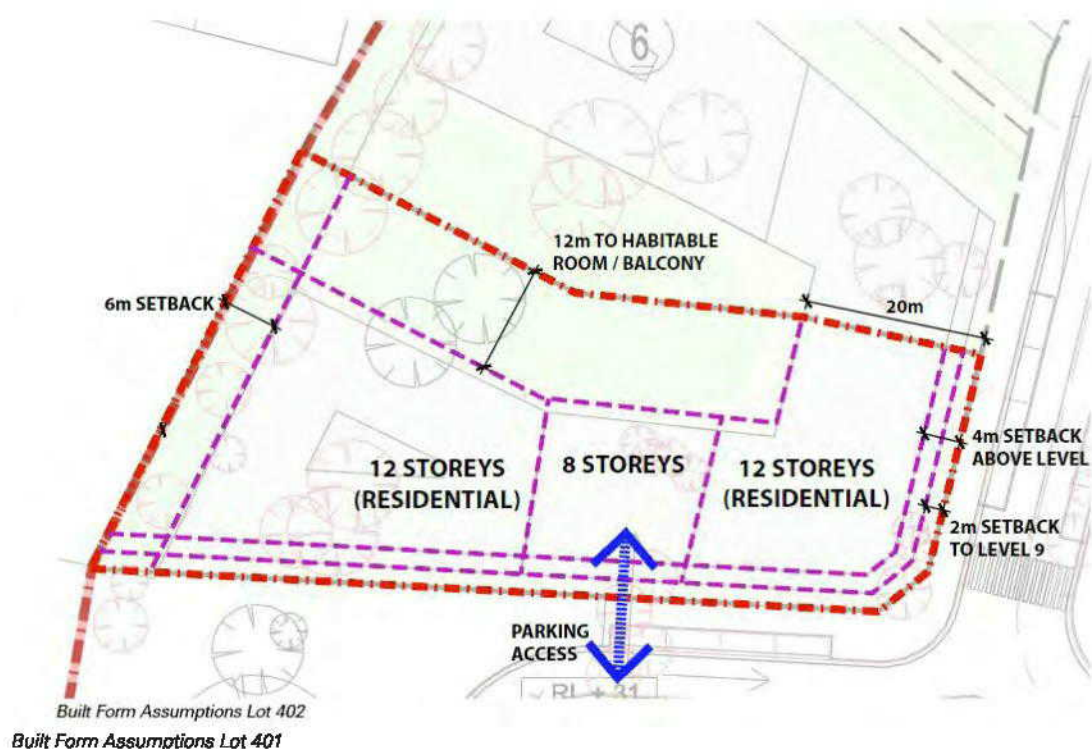 6
12m TO HABITABLE
ROOM / BALCONY
6m SETBACK
20m
4m SETBACK
ABOVE LEVEL
12 STOREYS
(RESIDENTIAL)
8 STOREYS
12 STOREYS
(RESIDENTIAL)
2m SETBACK
TO LEVEL 9
PARKING
ACCESS
RL + 31
Built Form Assumptions Lot 402
Built Form Assumptions Lot 401